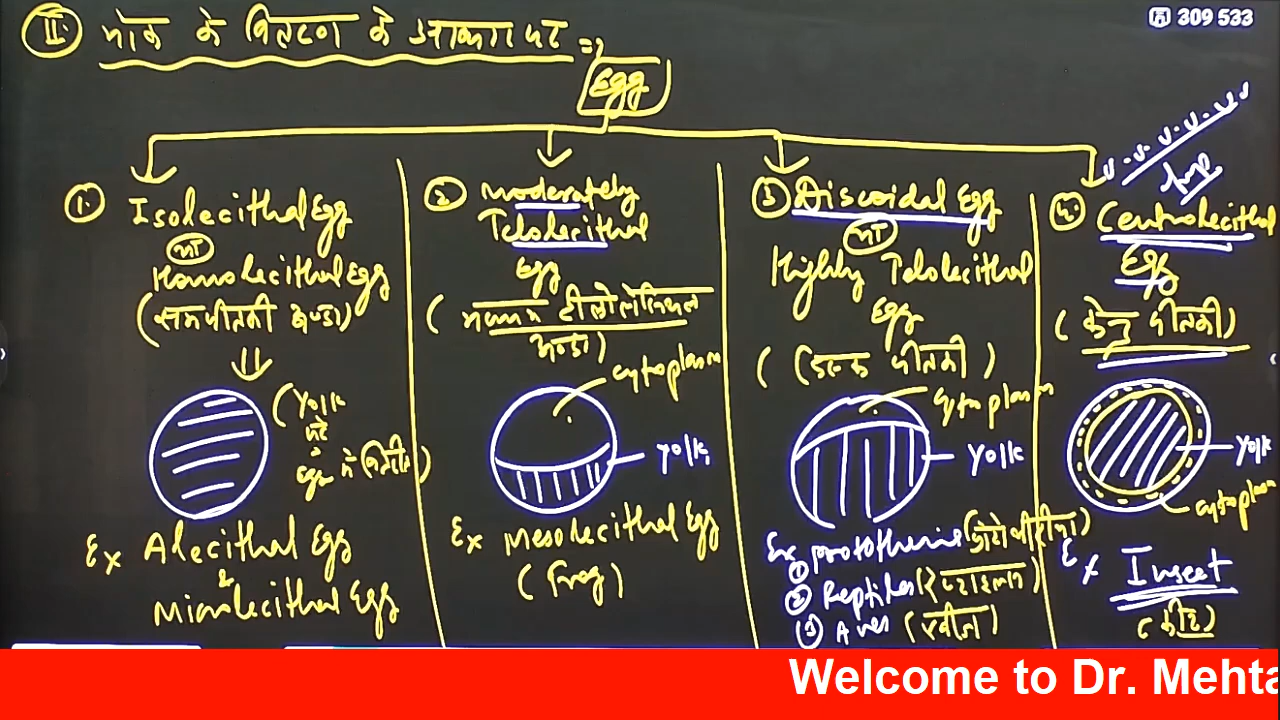 II. योक के वितरण के आधार पर =>
309 533
Egg
1. Isolecithal Egg
या
Homolecithal Egg
(समपीतकी अण्डा)
(Yolk
पूरे
Egg में वितरित)
Ex Alecithal Egg
&
Microlecithal Egg
2. moderately
Telolecithal
Egg
(मध्यम टीलोलेसिथल
अण्डा)
cytoplasm
Yolk
Ex Mesolecithal Egg
(Frog)
3 Discoidal Egg
या
Highly Telolecithal
Egg
(डिस्क पीतकी)
cytoplasm
Yolk
Ex Prototheria (प्रोटोथीरिया)
① Reptiles (रेप्टाइल्स)
② Aves (पक्षी)
4. Centrolecithal
Egg
(केन्द्र पीतकी)
V.V.V.V.V
Imp
Yolk
cytoplasm
Ex Insect
(कीट)
Welcome to Dr. Mehta